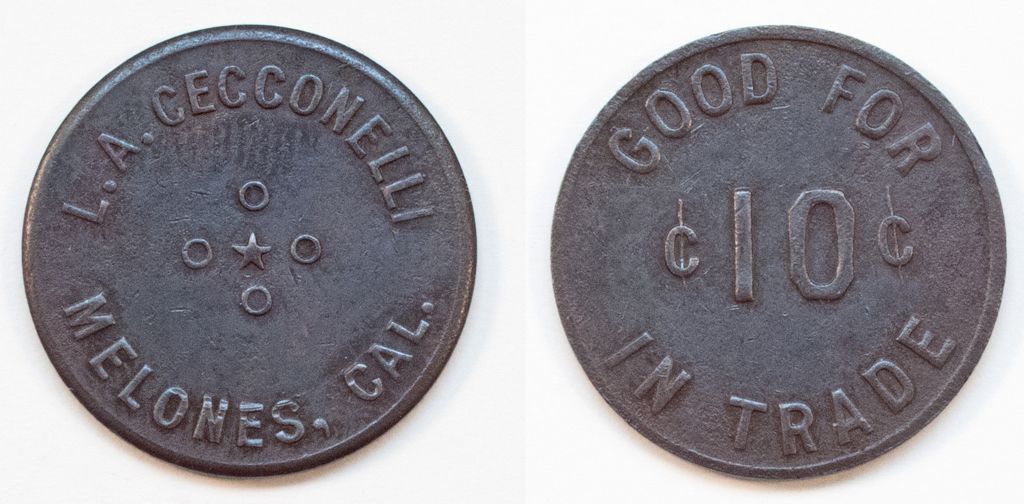 L.A. CECCONELLI
MELONES, CAL.
GOOD FOR
¢ 10 ¢
IN TRADE